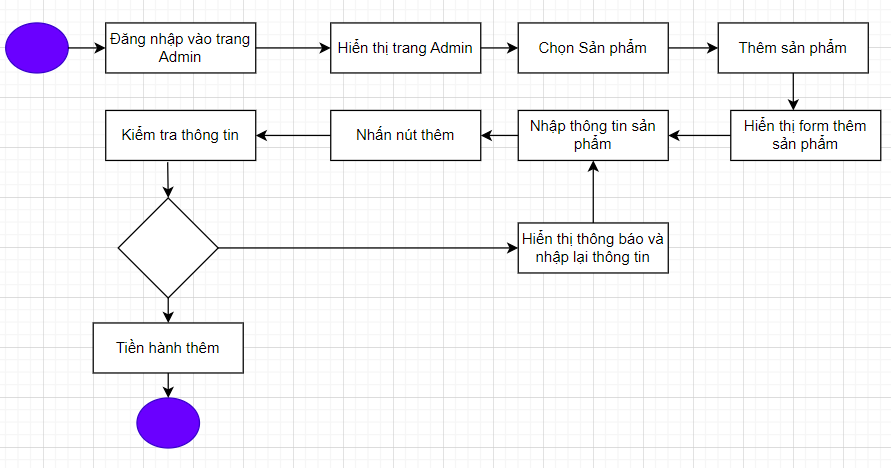 Đăng nhập vào trang
Admin
Hiển thị trang Admin
Chọn Sản phẩm
Thêm sản phẩm
Hiển thị form thêm
sản phẩm
Nhập thông tin sản
phẩm
Nhấn nút thêm
Kiểm tra thông tin
Hiển thị thông báo và
nhập lại thông tin
Tiền hành thêm